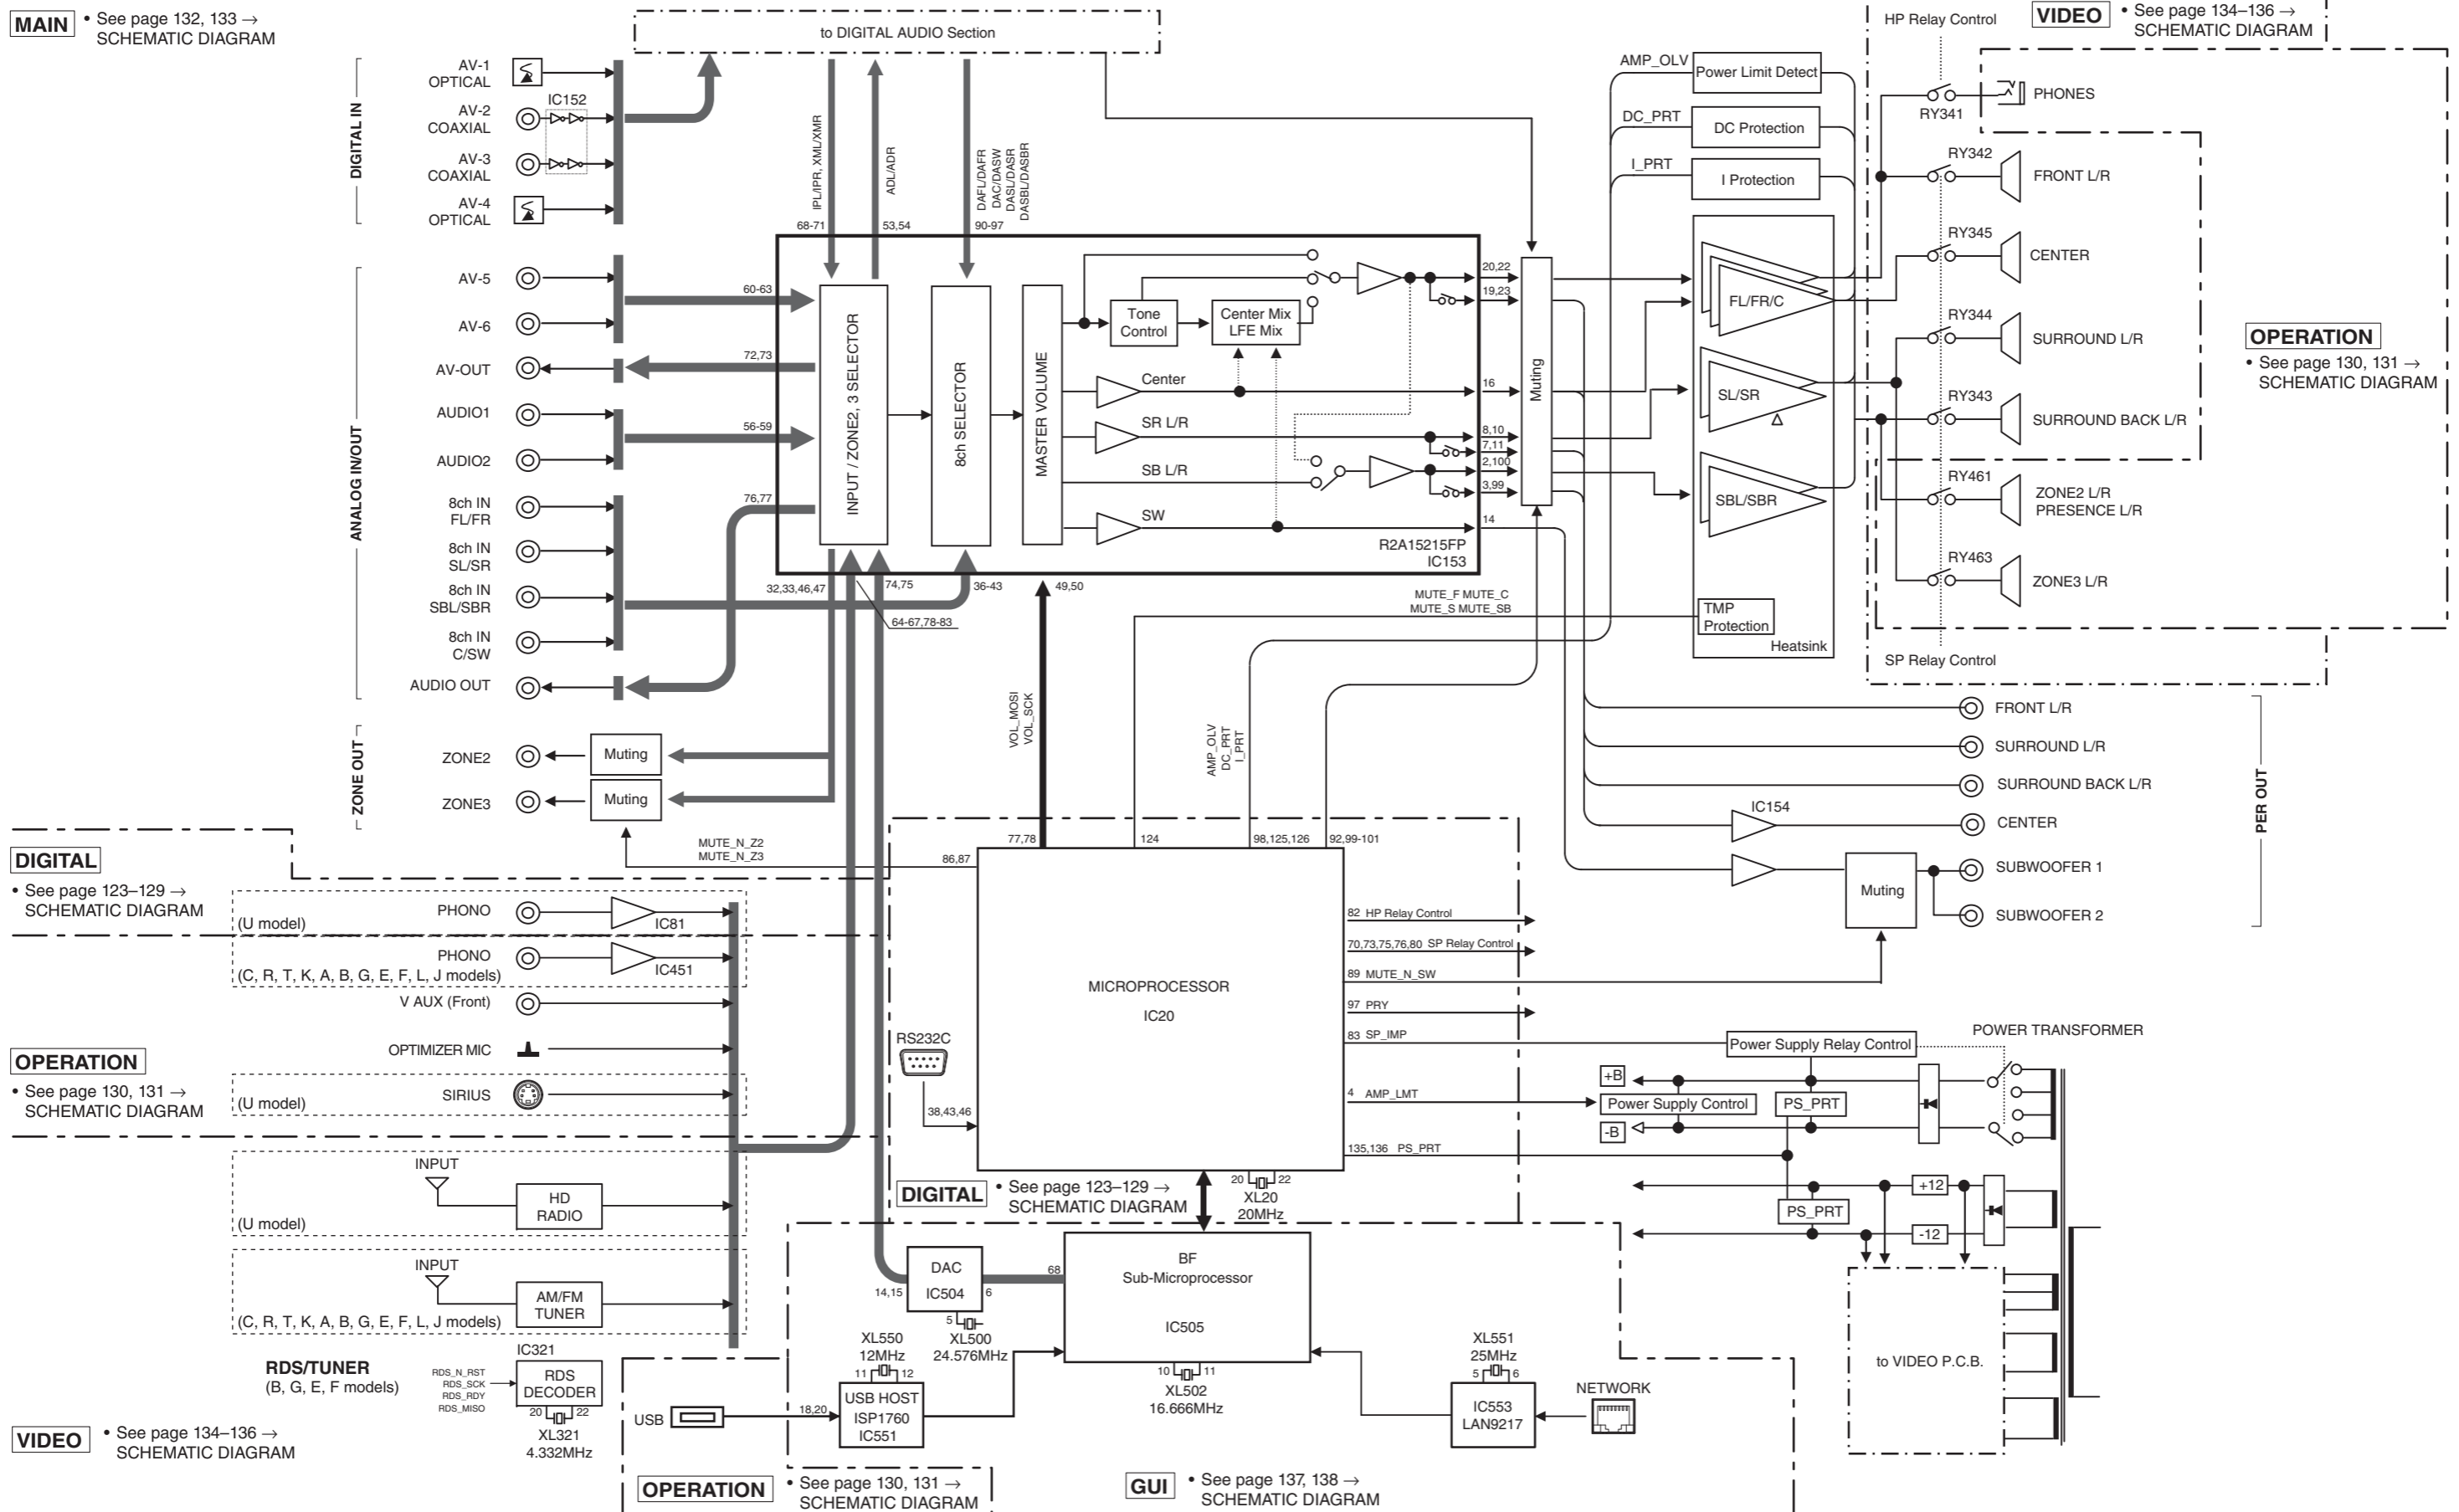 MAIN
• See page 132, 133 →
SCHEMATIC DIAGRAM
to DIGITAL AUDIO Section
HP Relay Control
VIDEO
• See page 134–136 →
SCHEMATIC DIAGRAM
DIGITAL IN
AV-1
OPTICAL
IC152
AV-2
COAXIAL
AV-3
COAXIAL
AV-4
OPTICAL
IPL/IPR, XML/XMR
ADL/ADR
DAFL/DAFR
DAC/DASW
DASL/DASR
DASBL/DASBR
68-71
53,54
90-97
AMP_OLV
Power Limit Detect
DC_PRT
DC Protection
I_PRT
I Protection
RY341
PHONES
RY342
FRONT L/R
RY345
CENTER
RY344
SURROUND L/R
RY343
SURROUND BACK L/R
RY461
ZONE2 L/R
PRESENCE L/R
RY463
ZONE3 L/R
SP Relay Control
OPERATION
• See page 130, 131 →
SCHEMATIC DIAGRAM
ANALOG IN/OUT
AV-5
AV-6
AV-OUT
AUDIO1
AUDIO2
8ch IN
FL/FR
8ch IN
SL/SR
8ch IN
SBL/SBR
8ch IN
C/SW
AUDIO OUT
60-63
72,73
56-59
76,77
INPUT / ZONE2, 3 SELECTOR
8ch SELECTOR
MASTER VOLUME
Tone
Control
Center Mix
LFE Mix
Center
SR L/R
SB L/R
SW
R2A15215FP
IC153
20,22
19,23
16
8,10
7,11
2,100
3,99
14
Muting
FL/FR/C
SL/SR
SBL/SBR
TMP
Protection
Heatsink
32,33,46,47
74,75
36-43
49,50
64-67,78-83
MUTE_F MUTE_C
MUTE_S MUTE_SB
VOL_MOSI
VOL_SCK
AMP_OLV
DC_PRT
I_PRT
ZONE OUT
ZONE2
Muting
ZONE3
Muting
MUTE_N_Z2
MUTE_N_Z3
86,87
77,78
124
98,125,126
92,99-101
PER OUT
FRONT L/R
SURROUND L/R
SURROUND BACK L/R
IC154
CENTER
SUBWOOFER 1
Muting
SUBWOOFER 2
DIGITAL
• See page 123–129 →
SCHEMATIC DIAGRAM
(U model)
PHONO
IC81
PHONO
IC451
(C, R, T, K, A, B, G, E, F, L, J models)
V AUX (Front)
OPTIMIZER MIC
OPERATION
• See page 130, 131 →
SCHEMATIC DIAGRAM
(U model)
SIRIUS
INPUT
HD
RADIO
(U model)
INPUT
AM/FM
TUNER
(C, R, T, K, A, B, G, E, F, L, J models)
RDS/TUNER
(B, G, E, F models)
RDS_N_RST
RDS_SCK
RDS_RDY
RDS_MISO
IC321
RDS
DECODER
20
22
XL321
4.332MHz
VIDEO
• See page 134–136 →
SCHEMATIC DIAGRAM
MICROPROCESSOR
IC20
RS232C
38,43,46
82 HP Relay Control
70,73,75,76,80 SP Relay Control
89 MUTE_N_SW
97 PRY
83 SP_IMP
4 AMP_LMT
135,136 PS_PRT
20
22
XL20
20MHz
DIGITAL
• See page 123–129 →
SCHEMATIC DIAGRAM
POWER TRANSFORMER
Power Supply Relay Control
+B
Power Supply Control
PS_PRT
-B
+12
PS_PRT
-12
to VIDEO P.C.B.
DAC
IC504
14,15
6
68
5
XL500
24.576MHz
BF
Sub-Microprocessor
IC505
10
11
XL502
16.666MHz
XL550
12MHz
11
12
USB HOST
ISP1760
IC551
USB
18,20
XL551
25MHz
5
6
IC553
LAN9217
NETWORK
OPERATION
• See page 130, 131 →
SCHEMATIC DIAGRAM
GUI
• See page 137, 138 →
SCHEMATIC DIAGRAM